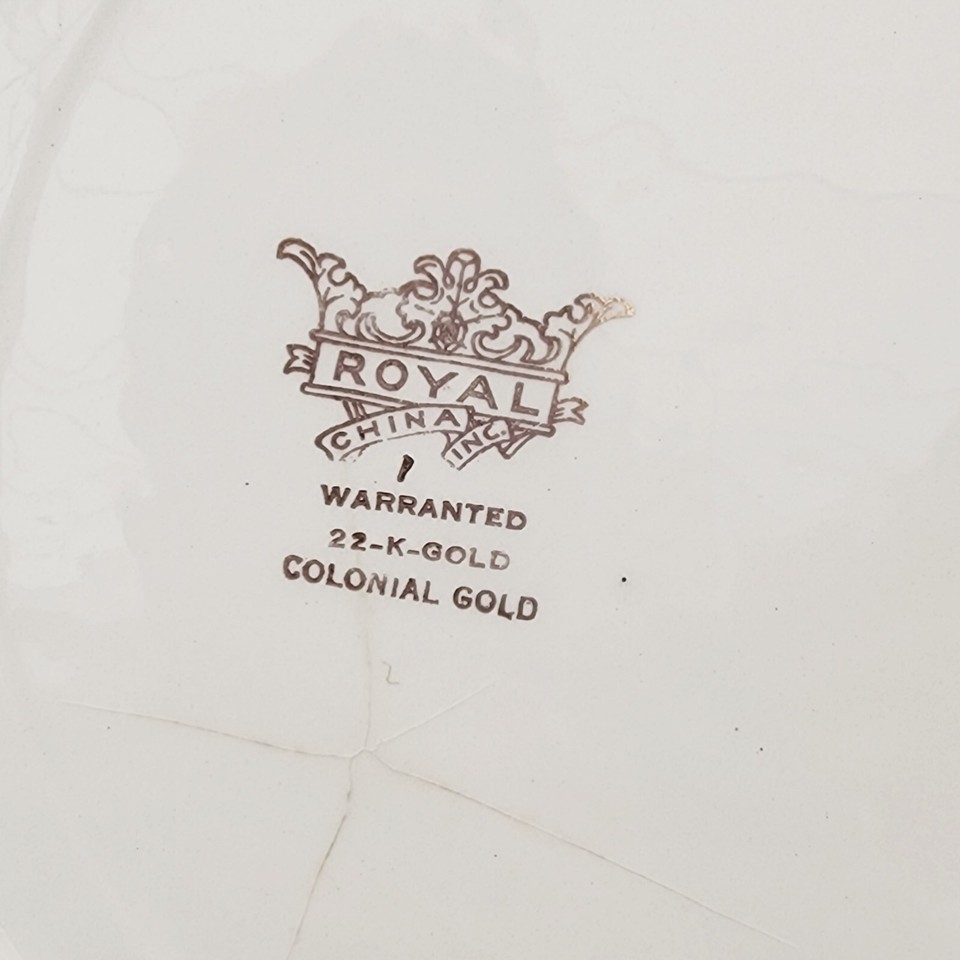 ROYAL
CHINA INC.
WARRANTED
22-K-GOLD
COLONIAL GOLD